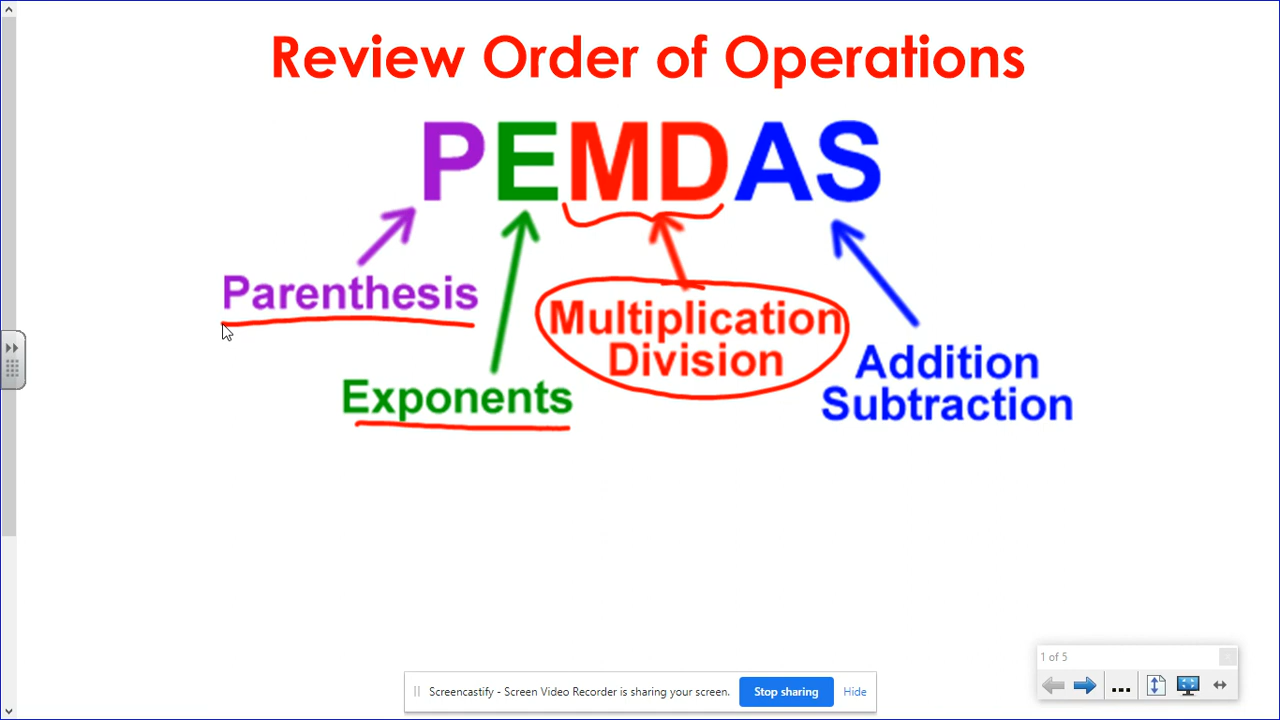 Review Order of Operations
PEMDAS
Parenthesis
Multiplication
Division
Exponents
Addition
Subtraction
1 of 5
Screencastify - Screen Video Recorder is sharing your screen.
Stop sharing
Hide